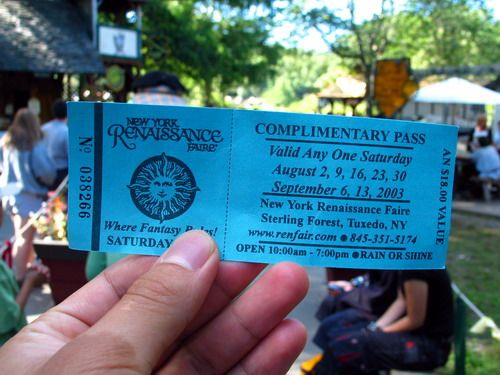 Nº 038206
NEW YORK
RENAISSANCE
FAIRE
Where Fantasy Rules!
SATURDAY
COMPLIMENTARY PASS
Valid Any One Saturday
August 2, 9, 16, 23, 30
September 6, 13, 2003
New York Renaissance Faire
Sterling Forest, Tuxedo, NY
www.renfair.com ● 845-351-5174
OPEN 10:00am - 7:00pm ● RAIN OR SHINE
AN $18.00 VALUE